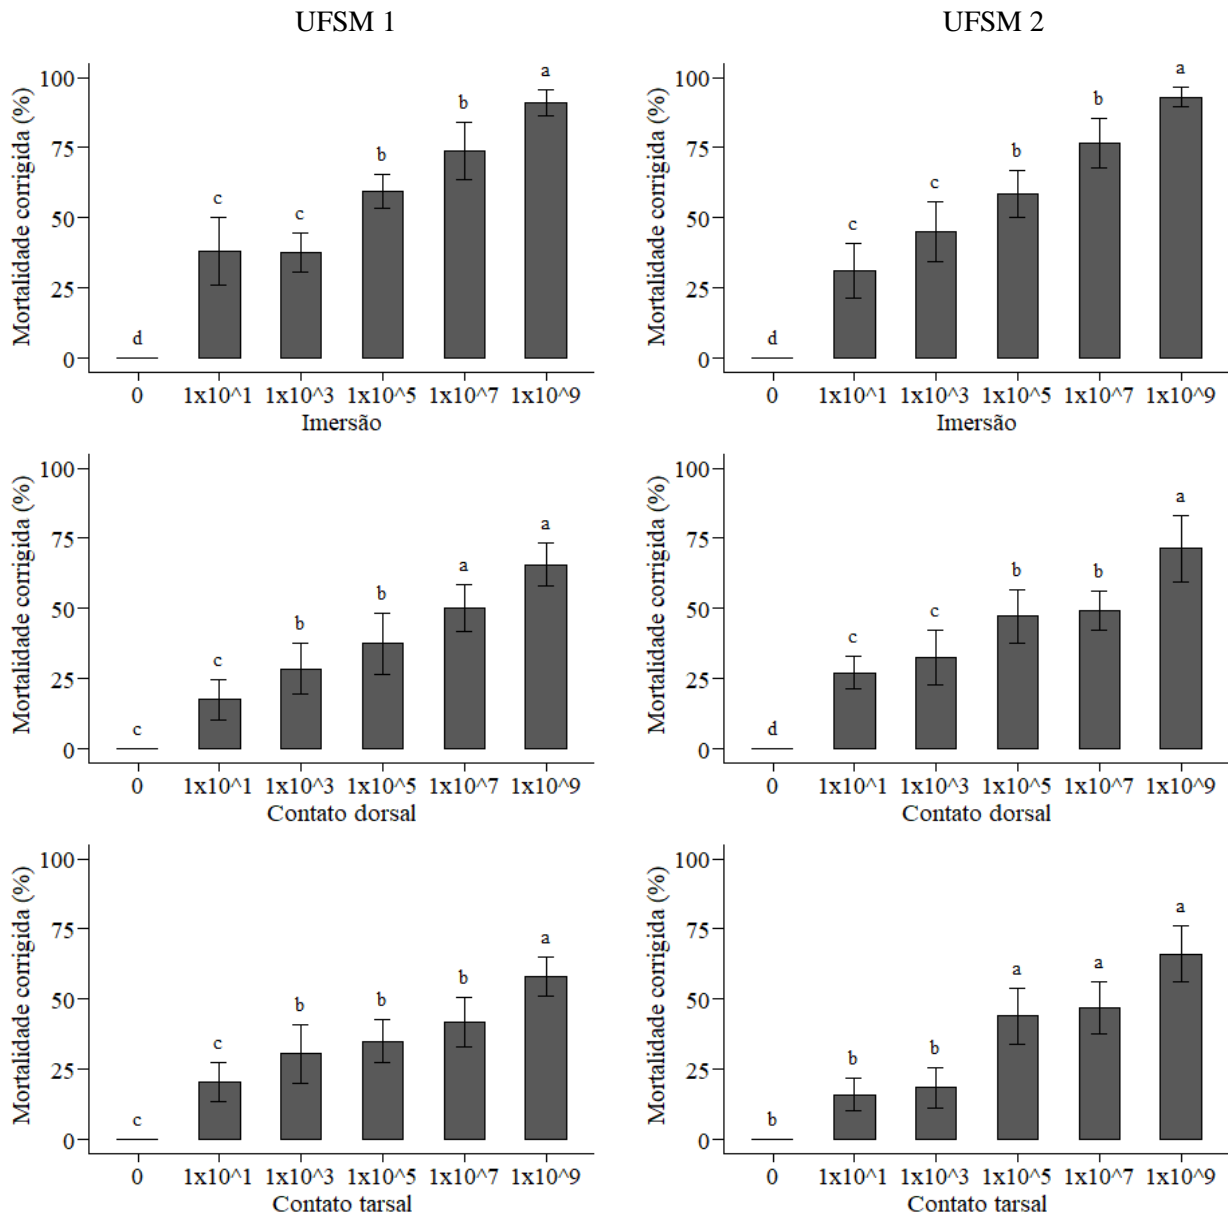 UFSM 1
UFSM 2
Mortalidade corrigida (%)
100
75
50
25
0
d
c
c
b
b
a
0 1x10^1 1x10^3 1x10^5 1x10^7 1x10^9
Imersão
Mortalidade corrigida (%)
100
75
50
25
0
d
c
c
b
b
a
0 1x10^1 1x10^3 1x10^5 1x10^7 1x10^9
Imersão
Mortalidade corrigida (%)
100
75
50
25
0
c
c
b
b
a
a
0 1x10^1 1x10^3 1x10^5 1x10^7 1x10^9
Contato dorsal
Mortalidade corrigida (%)
100
75
50
25
0
d
c
c
b
b
a
0 1x10^1 1x10^3 1x10^5 1x10^7 1x10^9
Contato dorsal
Mortalidade corrigida (%)
100
75
50
25
0
c
c
b
b
b
a
0 1x10^1 1x10^3 1x10^5 1x10^7 1x10^9
Contato tarsal
Mortalidade corrigida (%)
100
75
50
25
0
b
b
b
a
a
a
0 1x10^1 1x10^3 1x10^5 1x10^7 1x10^9
Contato tarsal